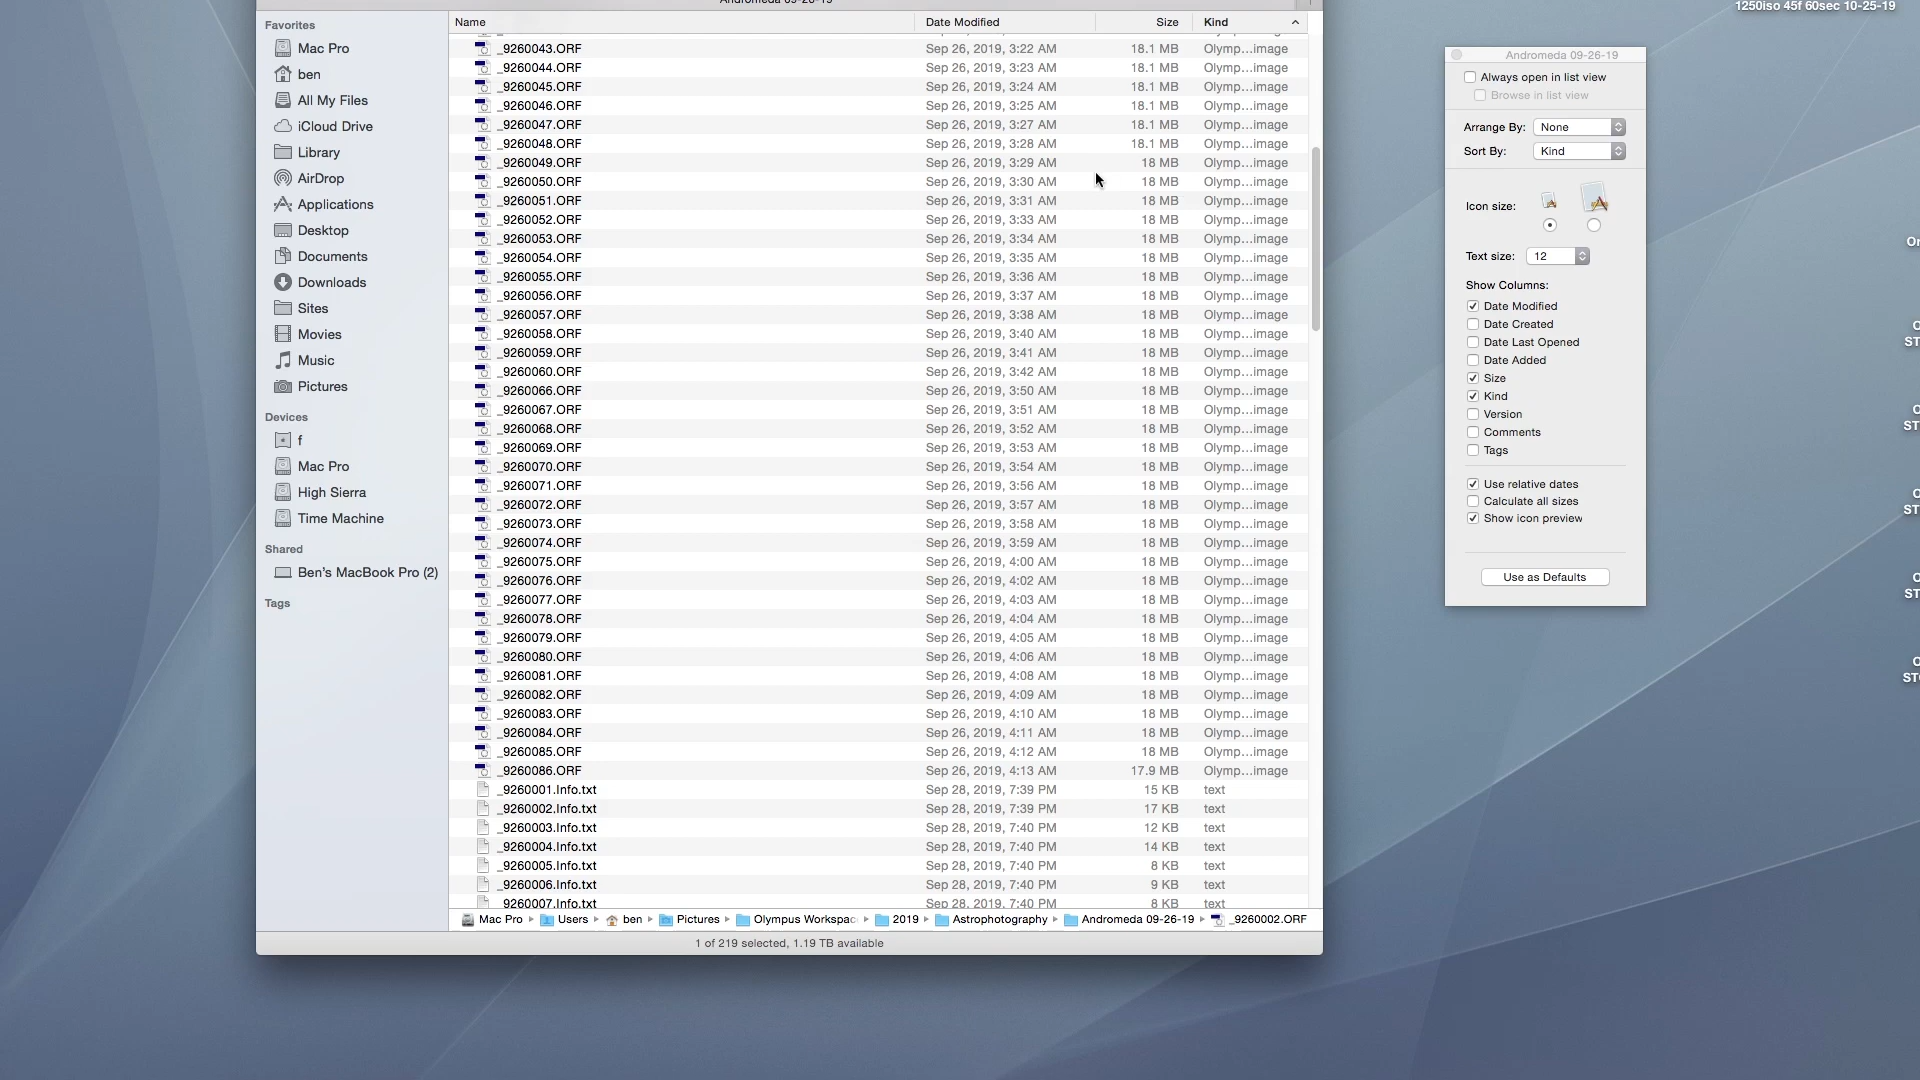 1250iso 45f 60sec 10-25-19
Favorites
Mac Pro
ben
All My Files
iCloud Drive
Library
AirDrop
Applications
Desktop
Documents
Downloads
Sites
Movies
Music
Pictures
Devices
f
Mac Pro
High Sierra
Time Machine
Shared
Ben's MacBook Pro (2)
Tags
Name Date Modified Size Kind
_9260043.ORF Sep 26, 2019, 3:22 AM 18.1 MB Olymp...image
_9260044.ORF Sep 26, 2019, 3:23 AM 18.1 MB Olymp...image
_9260045.ORF Sep 26, 2019, 3:24 AM 18.1 MB Olymp...image
_9260046.ORF Sep 26, 2019, 3:25 AM 18.1 MB Olymp...image
_9260047.ORF Sep 26, 2019, 3:27 AM 18.1 MB Olymp...image
_9260048.ORF Sep 26, 2019, 3:28 AM 18.1 MB Olymp...image
_9260049.ORF Sep 26, 2019, 3:29 AM 18 MB Olymp...image
_9260050.ORF Sep 26, 2019, 3:30 AM 18 MB Olymp...image
_9260051.ORF Sep 26, 2019, 3:31 AM 18 MB Olymp...image
_9260052.ORF Sep 26, 2019, 3:33 AM 18 MB Olymp...image
_9260053.ORF Sep 26, 2019, 3:34 AM 18 MB Olymp...image
_9260054.ORF Sep 26, 2019, 3:35 AM 18 MB Olymp...image
_9260055.ORF Sep 26, 2019, 3:36 AM 18 MB Olymp...image
_9260056.ORF Sep 26, 2019, 3:37 AM 18 MB Olymp...image
_9260057.ORF Sep 26, 2019, 3:38 AM 18 MB Olymp...image
_9260058.ORF Sep 26, 2019, 3:40 AM 18 MB Olymp...image
_9260059.ORF Sep 26, 2019, 3:41 AM 18 MB Olymp...image
_9260060.ORF Sep 26, 2019, 3:42 AM 18 MB Olymp...image
_9260066.ORF Sep 26, 2019, 3:50 AM 18 MB Olymp...image
_9260067.ORF Sep 26, 2019, 3:51 AM 18 MB Olymp...image
_9260068.ORF Sep 26, 2019, 3:52 AM 18 MB Olymp...image
_9260069.ORF Sep 26, 2019, 3:53 AM 18 MB Olymp...image
_9260070.ORF Sep 26, 2019, 3:54 AM 18 MB Olymp...image
_9260071.ORF Sep 26, 2019, 3:56 AM 18 MB Olymp...image
_9260072.ORF Sep 26, 2019, 3:57 AM 18 MB Olymp...image
_9260073.ORF Sep 26, 2019, 3:58 AM 18 MB Olymp...image
_9260074.ORF Sep 26, 2019, 3:59 AM 18 MB Olymp...image
_9260075.ORF Sep 26, 2019, 4:00 AM 18 MB Olymp...image
_9260076.ORF Sep 26, 2019, 4:02 AM 18 MB Olymp...image
_9260077.ORF Sep 26, 2019, 4:03 AM 18 MB Olymp...image
_9260078.ORF Sep 26, 2019, 4:04 AM 18 MB Olymp...image
_9260079.ORF Sep 26, 2019, 4:05 AM 18 MB Olymp...image
_9260080.ORF Sep 26, 2019, 4:06 AM 18 MB Olymp...image
_9260081.ORF Sep 26, 2019, 4:08 AM 18 MB Olymp...image
_9260082.ORF Sep 26, 2019, 4:09 AM 18 MB Olymp...image
_9260083.ORF Sep 26, 2019, 4:10 AM 18 MB Olymp...image
_9260084.ORF Sep 26, 2019, 4:11 AM 18 MB Olymp...image
_9260085.ORF Sep 26, 2019, 4:12 AM 18 MB Olymp...image
_9260086.ORF Sep 26, 2019, 4:13 AM 17.9 MB Olymp...image
_9260001.Info.txt Sep 28, 2019, 7:39 PM 15 KB text
_9260002.Info.txt Sep 28, 2019, 7:39 PM 17 KB text
_9260003.Info.txt Sep 28, 2019, 7:40 PM 12 KB text
_9260004.Info.txt Sep 28, 2019, 7:40 PM 14 KB text
_9260005.Info.txt Sep 28, 2019, 7:40 PM 8 KB text
_9260006.Info.txt Sep 28, 2019, 7:40 PM 9 KB text
_9260007.Info.txt Sep 28, 2019, 7:40 PM 8 KB text
Mac Pro Users ben Pictures Olympus Workspac 2019 Astrophotography Andromeda 09-26-19 _9260002.ORF
1 of 219 selected, 1.19 TB available
Andromeda 09-26-19
Always open in list view
Browse in list view
Arrange By: None
Sort By: Kind
Icon size:
Text size: 12
Show Columns:
Date Modified
Date Created
Date Last Opened
Date Added
Size
Kind
Version
Comments
Tags
Use relative dates
Calculate all sizes
Show icon preview
Use as Defaults